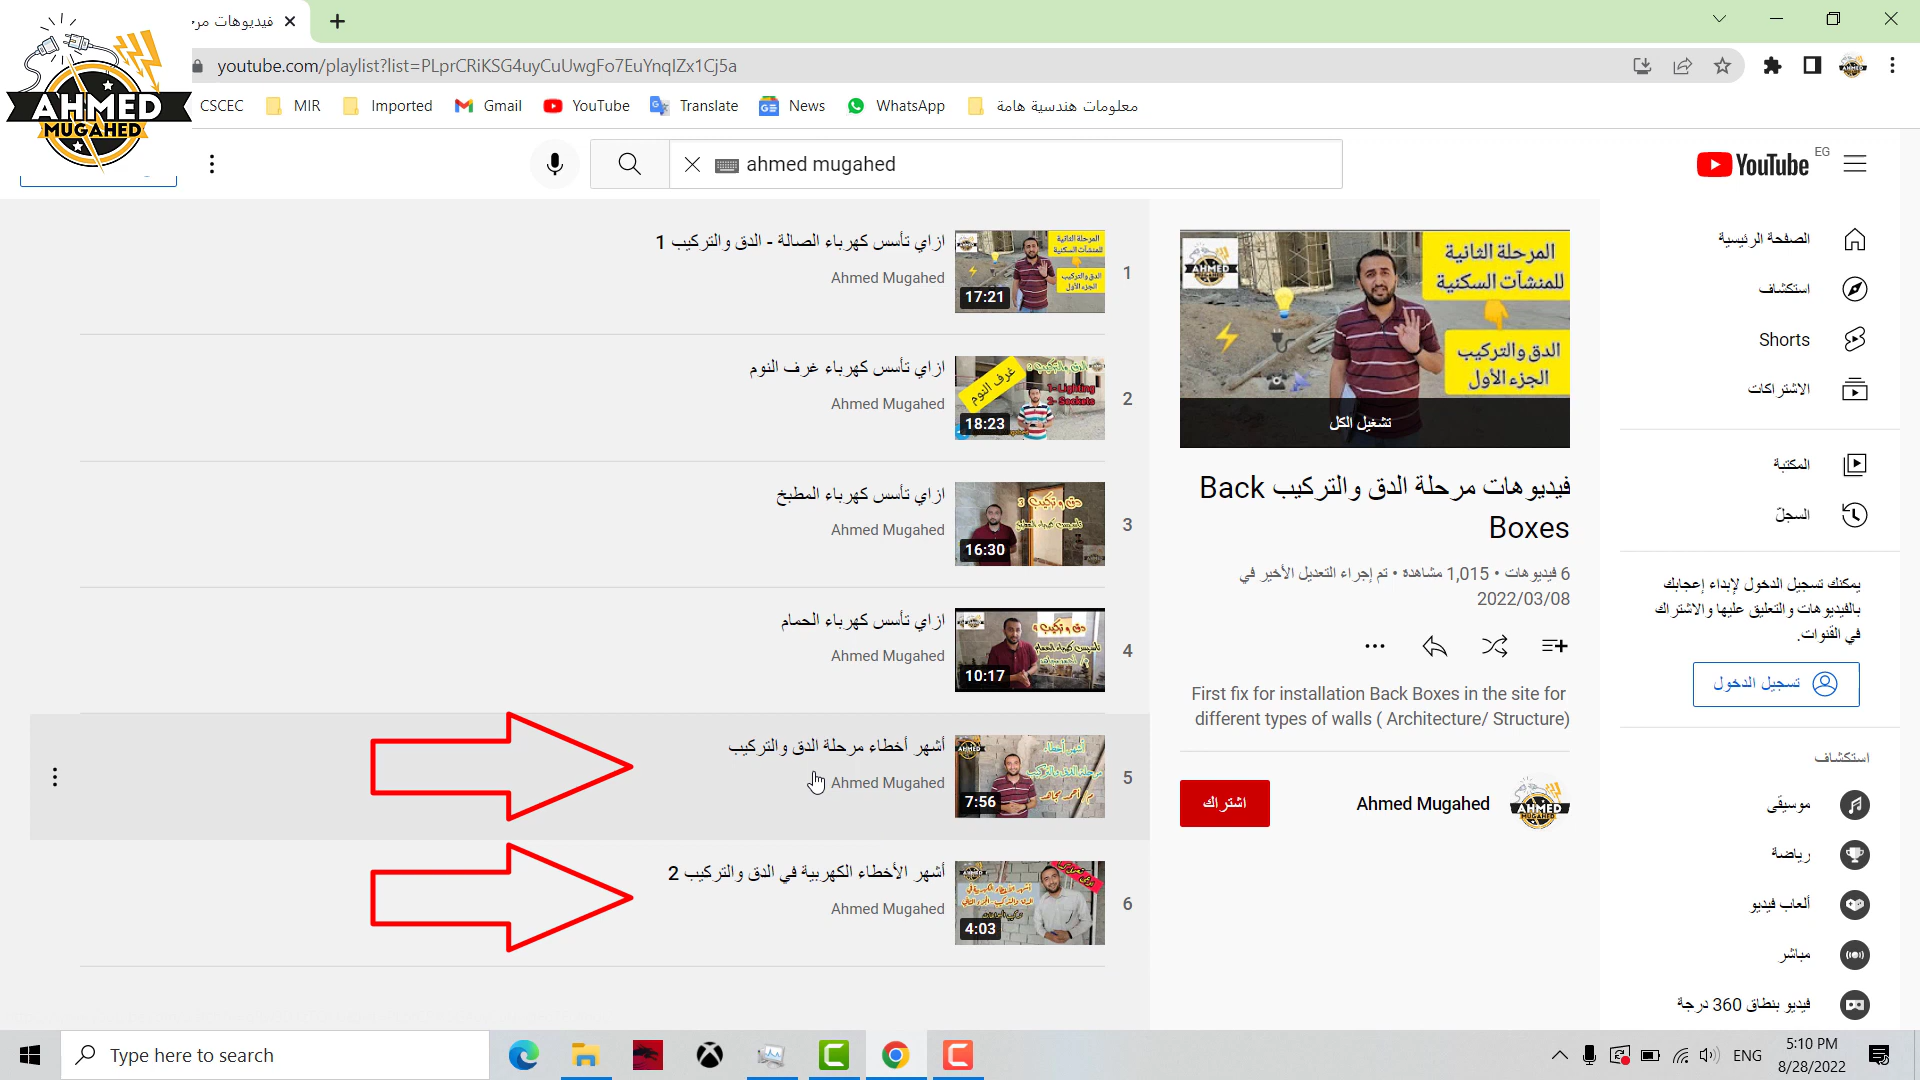 فيديوهات مرح
youtube.com/playlist?list=PLprCRiKSG4uyCuUwgFo7EuYnqIZx1Cj5a
AHMED
MUGAHED
CSCEC
MIR
Imported
Gmail
YouTube
Translate
News
WhatsApp
معلومات هندسية هامة
ahmed mugahed
YouTube
EG
ازاي تأسس كهرباء الصالة - الدق والتركيب 1
Ahmed Mugahed
17:21
1
ازاي تأسس كهرباء غرف النوم
Ahmed Mugahed
غرف النوم
1- Lighting
2- Sockets
18:23
2
ازاي تأسس كهرباء المطبخ
Ahmed Mugahed
16:30
3
ازاي تأسس كهرباء الحمام
Ahmed Mugahed
10:17
4
أشهر أخطاء مرحلة الدق والتركيب
Ahmed Mugahed
7:56
5
أشهر الأخطاء الكهربية في الدق والتركيب 2
Ahmed Mugahed
4:03
6
المرحلة الثانية
للمنشآت السكنية
الدق والتركيب
الجزء الأول
تشغيل الكل
فيديوهات مرحلة الدق والتركيب Back
Boxes
6 فيديوهات • 1,015 مشاهدة • تم إجراء التعديل الأخير في
2022/03/08
First fix for installation Back Boxes in the site for
different types of walls ( Architecture/ Structure)
اشتراك
Ahmed Mugahed
الصفحة الرئيسية
استكشاف
Shorts
الاشتراكات
المكتبة
السجلّ
يمكنك تسجيل الدخول لإبداء إعجابك
بالفيديوهات والتعليق عليها والاشتراك
في القنوات.
تسجيل الدخول
استكشاف
موسيقى
رياضة
ألعاب فيديو
مباشر
فيديو بنطاق 360 درجة
Type here to search
ENG
5:10 PM
8/28/2022